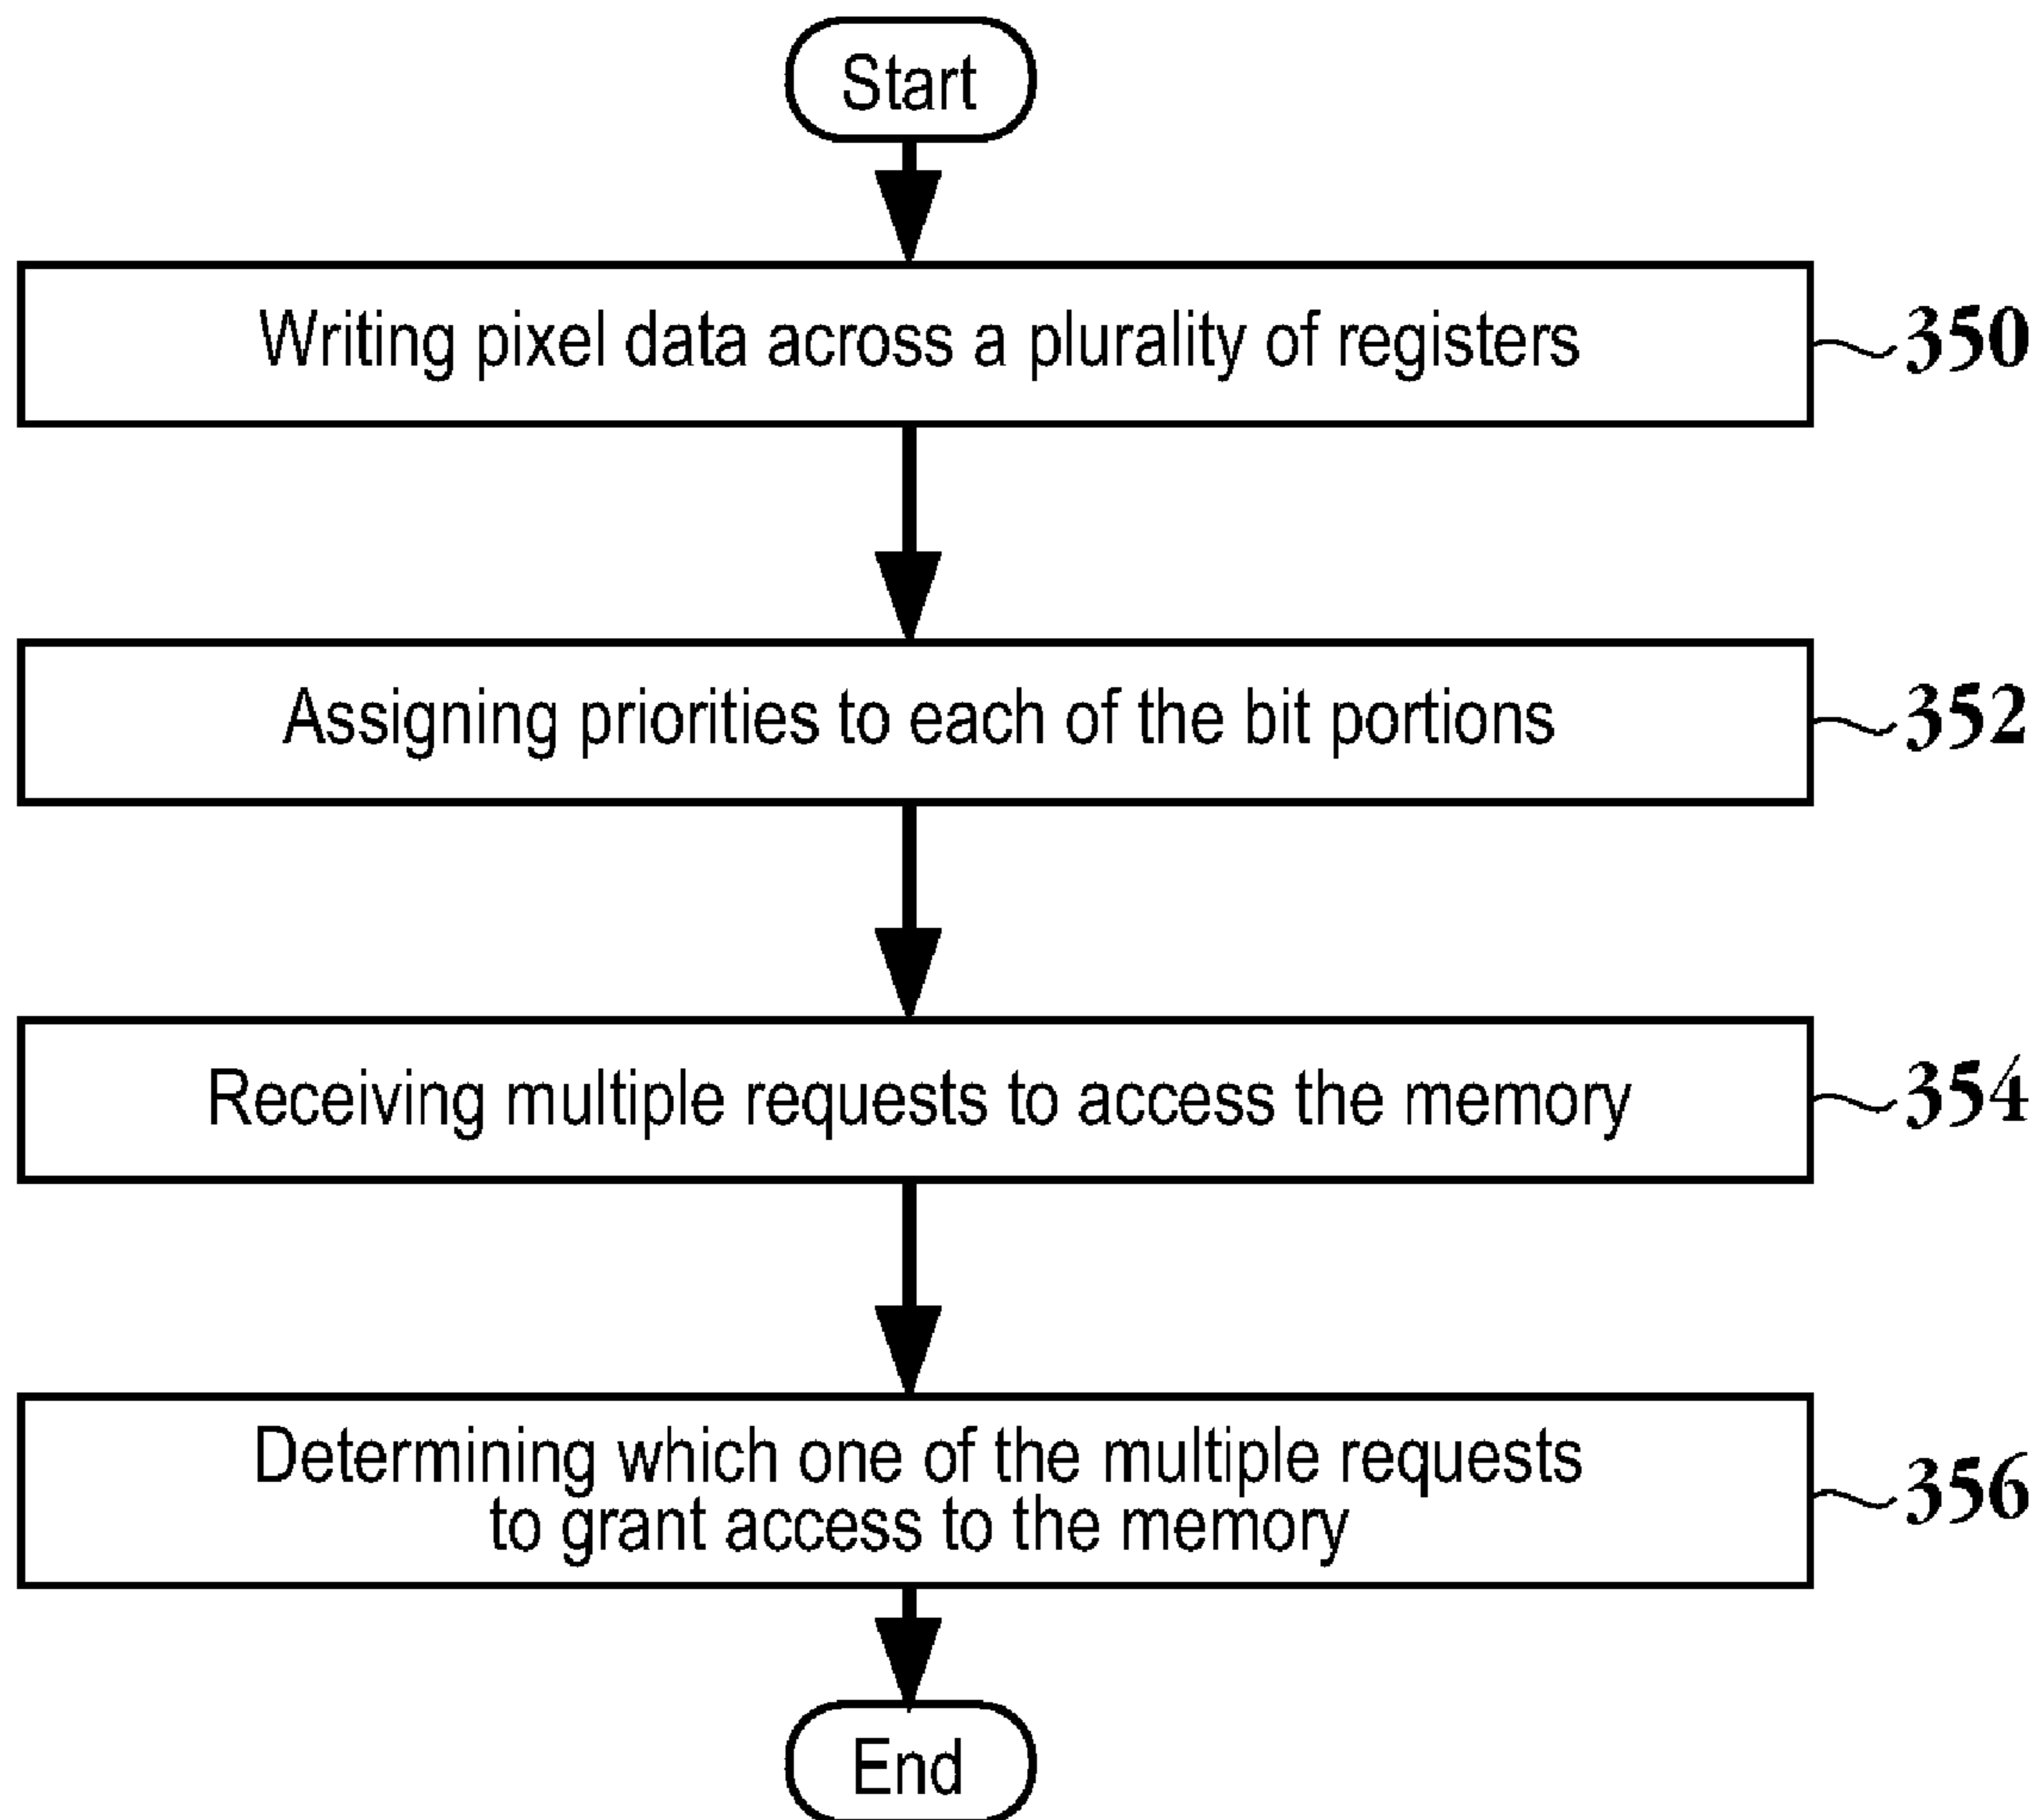 Start
Writing pixel data across a plurality of registers
350
Assigning priorities to each of the bit portions
352
Receiving multiple requests to access the memory
354
Determining which one of the multiple requests
to grant access to the memory
356
End